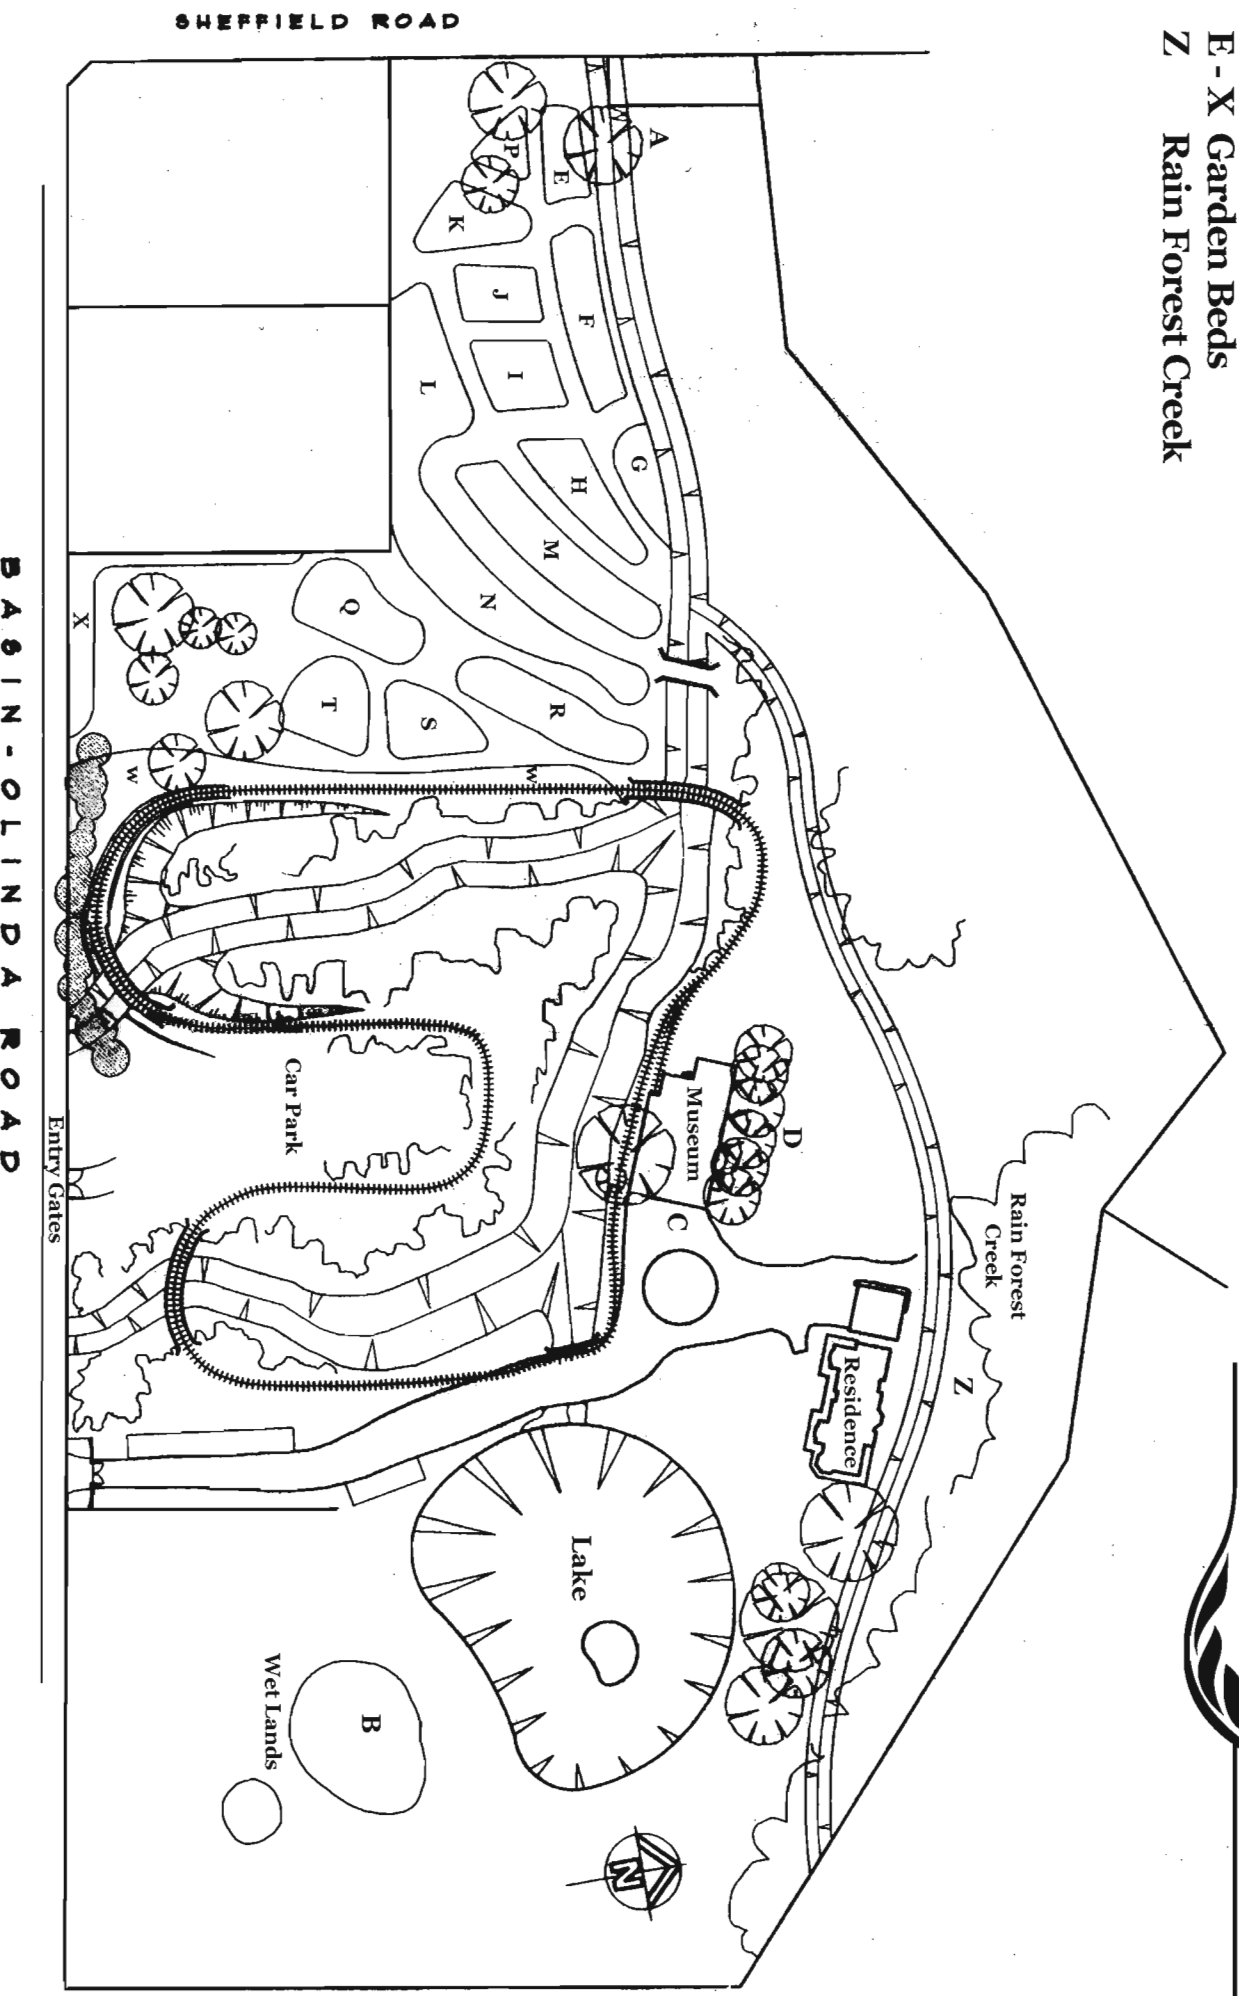 E - X Garden Beds
Z Rain Forest Creek
SHEFFIELD ROAD
A
P
E
K
J
F
I
L
G
H
M
N
Q
X
T
S
R
W
W
W
Car Park
Museum
D
C
Rain Forest
Creek
Z
Residence
Entry Gates
BASIN-OLINDA ROAD
Lake
B
Wet Lands
N